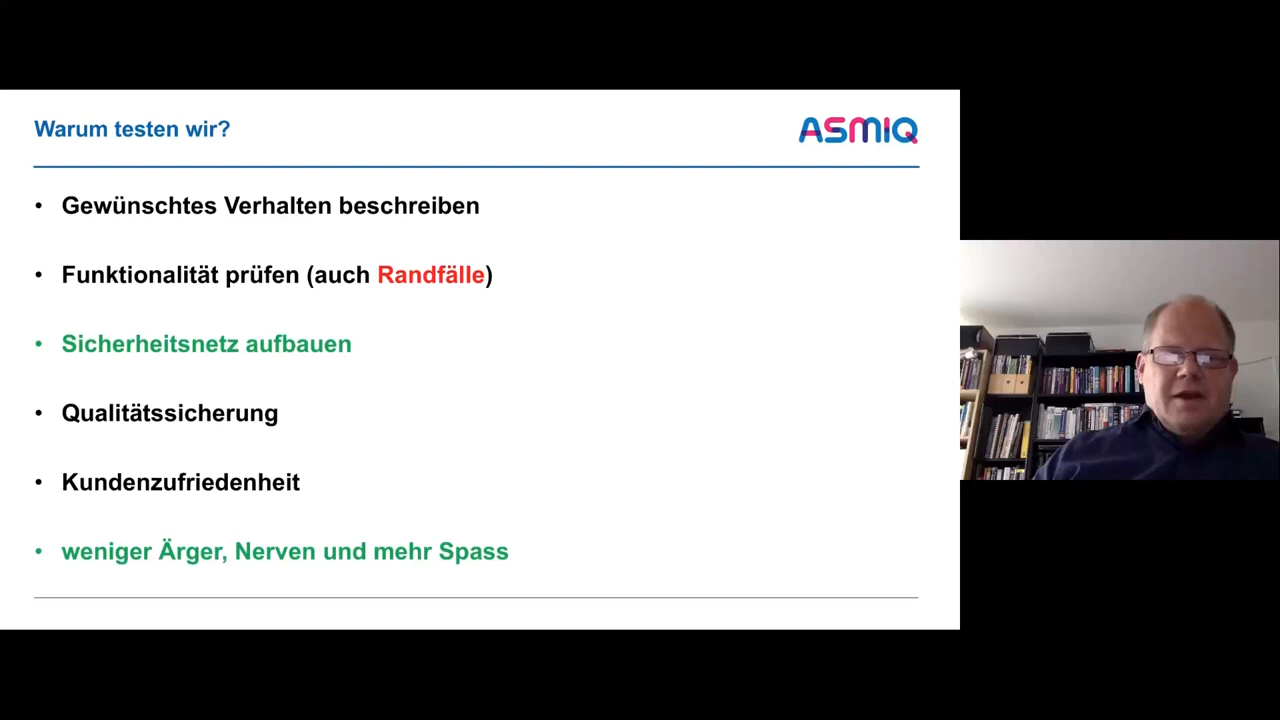 Warum testen wir?
ASMIQ
• Gewünschtes Verhalten beschreiben
• Funktionalität prüfen (auch Randfälle)
• Sicherheitsnetz aufbauen
• Qualitätssicherung
• Kundenzufriedenheit
• weniger Ärger, Nerven und mehr Spass